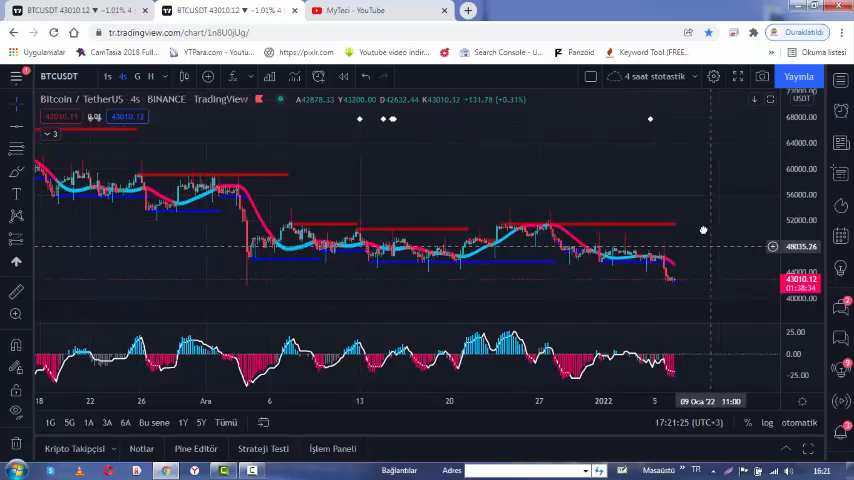 BTCUSDT 43010.12 ▼ −1.01% 4 s
BTCUSDT 43010.12 ▼ −1.01% 4 s
MyTeci - YouTube
tr.tradingview.com/chart/1n8U0jUg/
Duraklatıldı
Uygulamalar
CamTasia 2018 Full...
YTPara.com - Googl...
https://pixlr.com
Youtube video indir...
Search Console - U...
Panzoid
Keyword Tool (FREE...
Okuma listesi
BTCUSDT
1s 4s G H
4 saat stotastik
Yayınla
Bitcoin / TetherUS · 4s · BINANCE · TradingView
A42878.33 Y43200.00 D42632.44 K43010.12 +131.78 (+0.31%)
USDT
43010.11 0.01 43010.12
3
72000.00
68000.00
60000.00
56000.00
52000.00
48035.26
44000.00
43010.12
01:38:34
40000.00
25.00
0.00
−25.00
18 22 26 Ara 6 13 20 27 2022 5 09 Oca '22 11:00
1G 5G 1A 3A 6A Bu sene 1Y 5Y Tümü
17:21:25 (UTC+3) % log otomatik
Kripto Takipçisi Notlar Pine Editör Strateji Testi İşlem Paneli
Bağlantılar Adres Masaüstü » TR 16:21